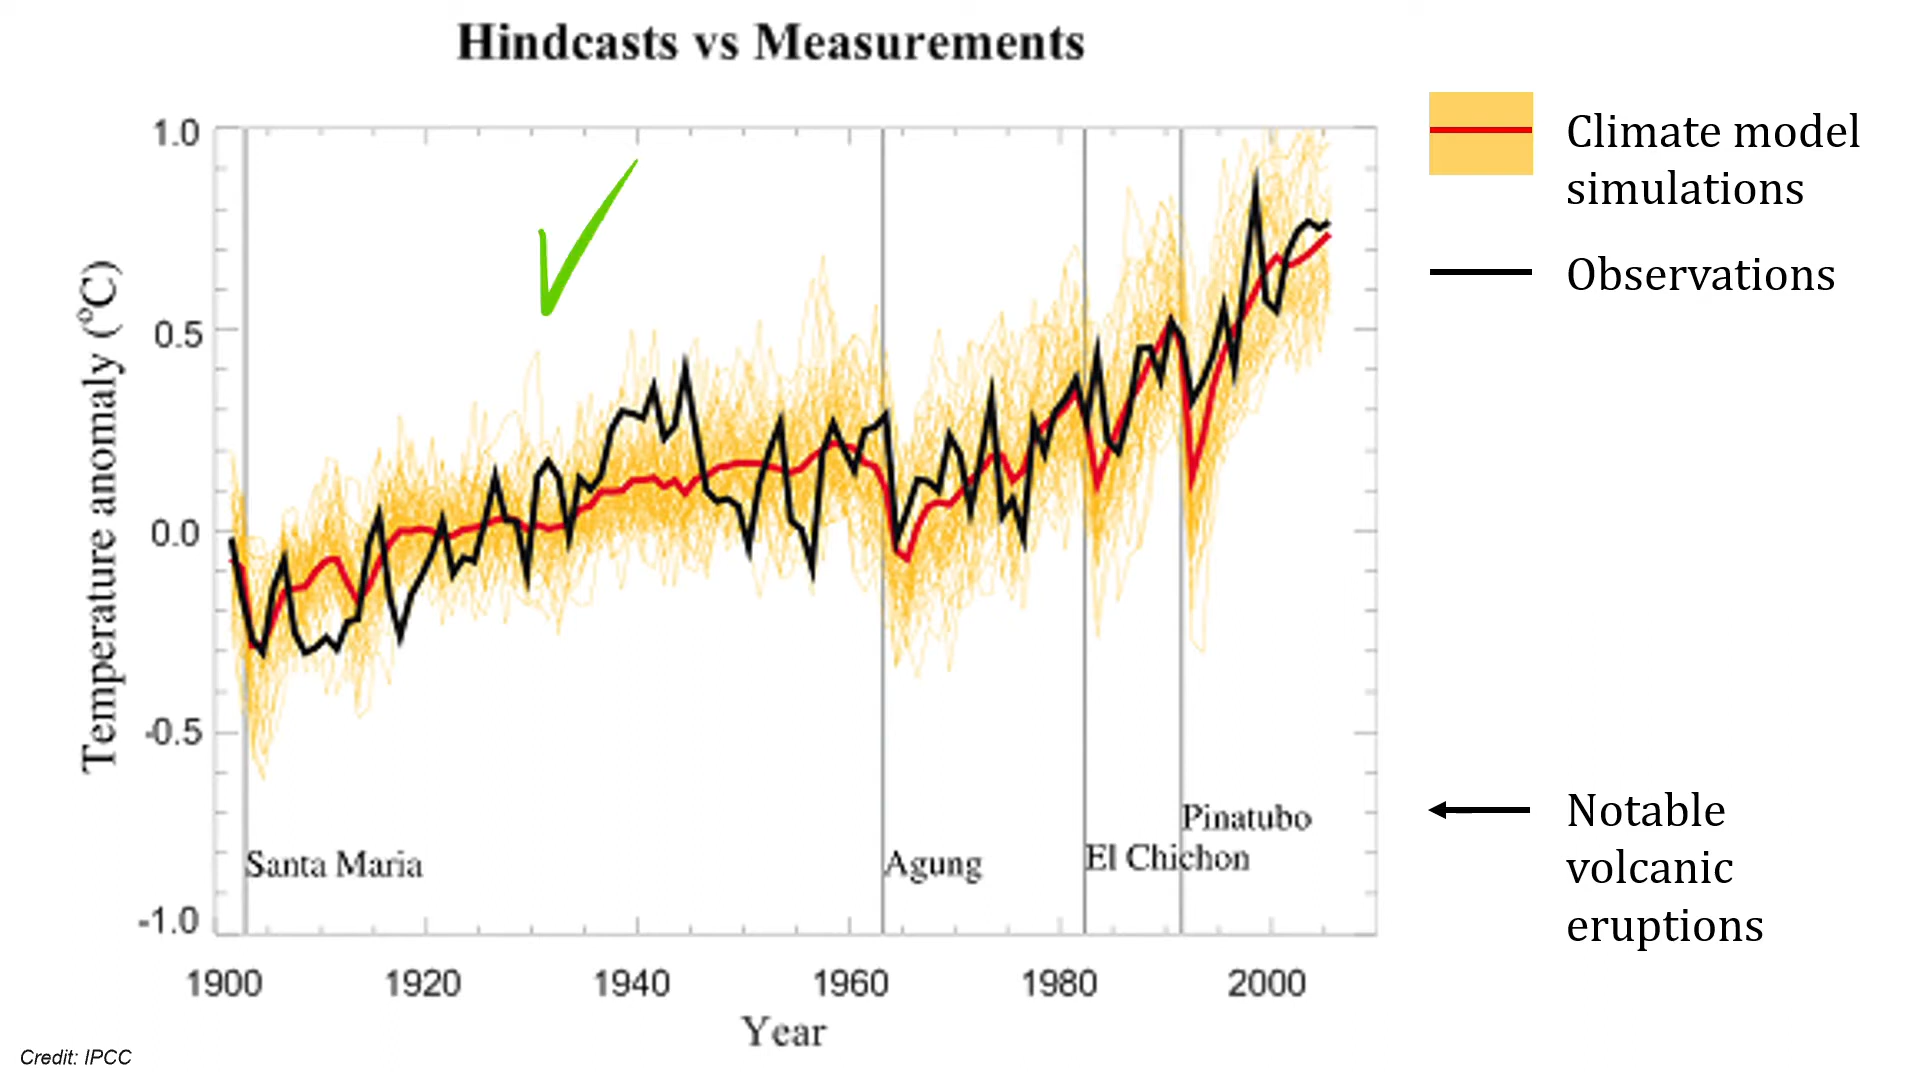 Hindcasts vs Measurements
1.0
0.5
0.0
-0.5
-1.0
Temperature anomaly (°C)
Santa Maria
Agung
El Chichon
Pinatubo
1900 1920 1940 1960 1980 2000
Year
Climate model
simulations
Observations
Notable
volcanic
eruptions
Credit: IPCC